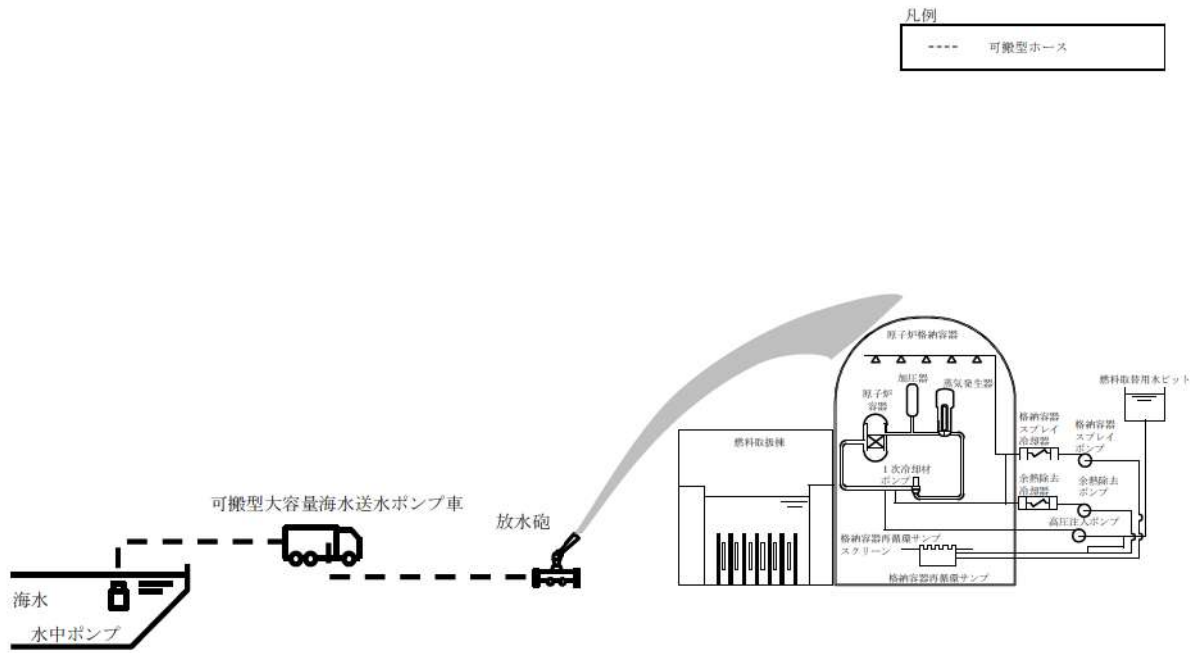 凡例
可搬型ホース
原子炉格納容器
加圧器
蒸気発生器
原子炉
容器
燃料取替用水ピット
格納容器
スプレイ
冷却器
格納容器
スプレイ
ポンプ
燃料取扱棟
1次冷却材
ポンプ
余熱除去
冷却器
余熱除去
ポンプ
高圧注入ポンプ
格納容器再循環サンプ
スクリーン
格納容器再循環サンプ
可搬型大容量海水送水ポンプ車
放水砲
海水
水中ポンプ